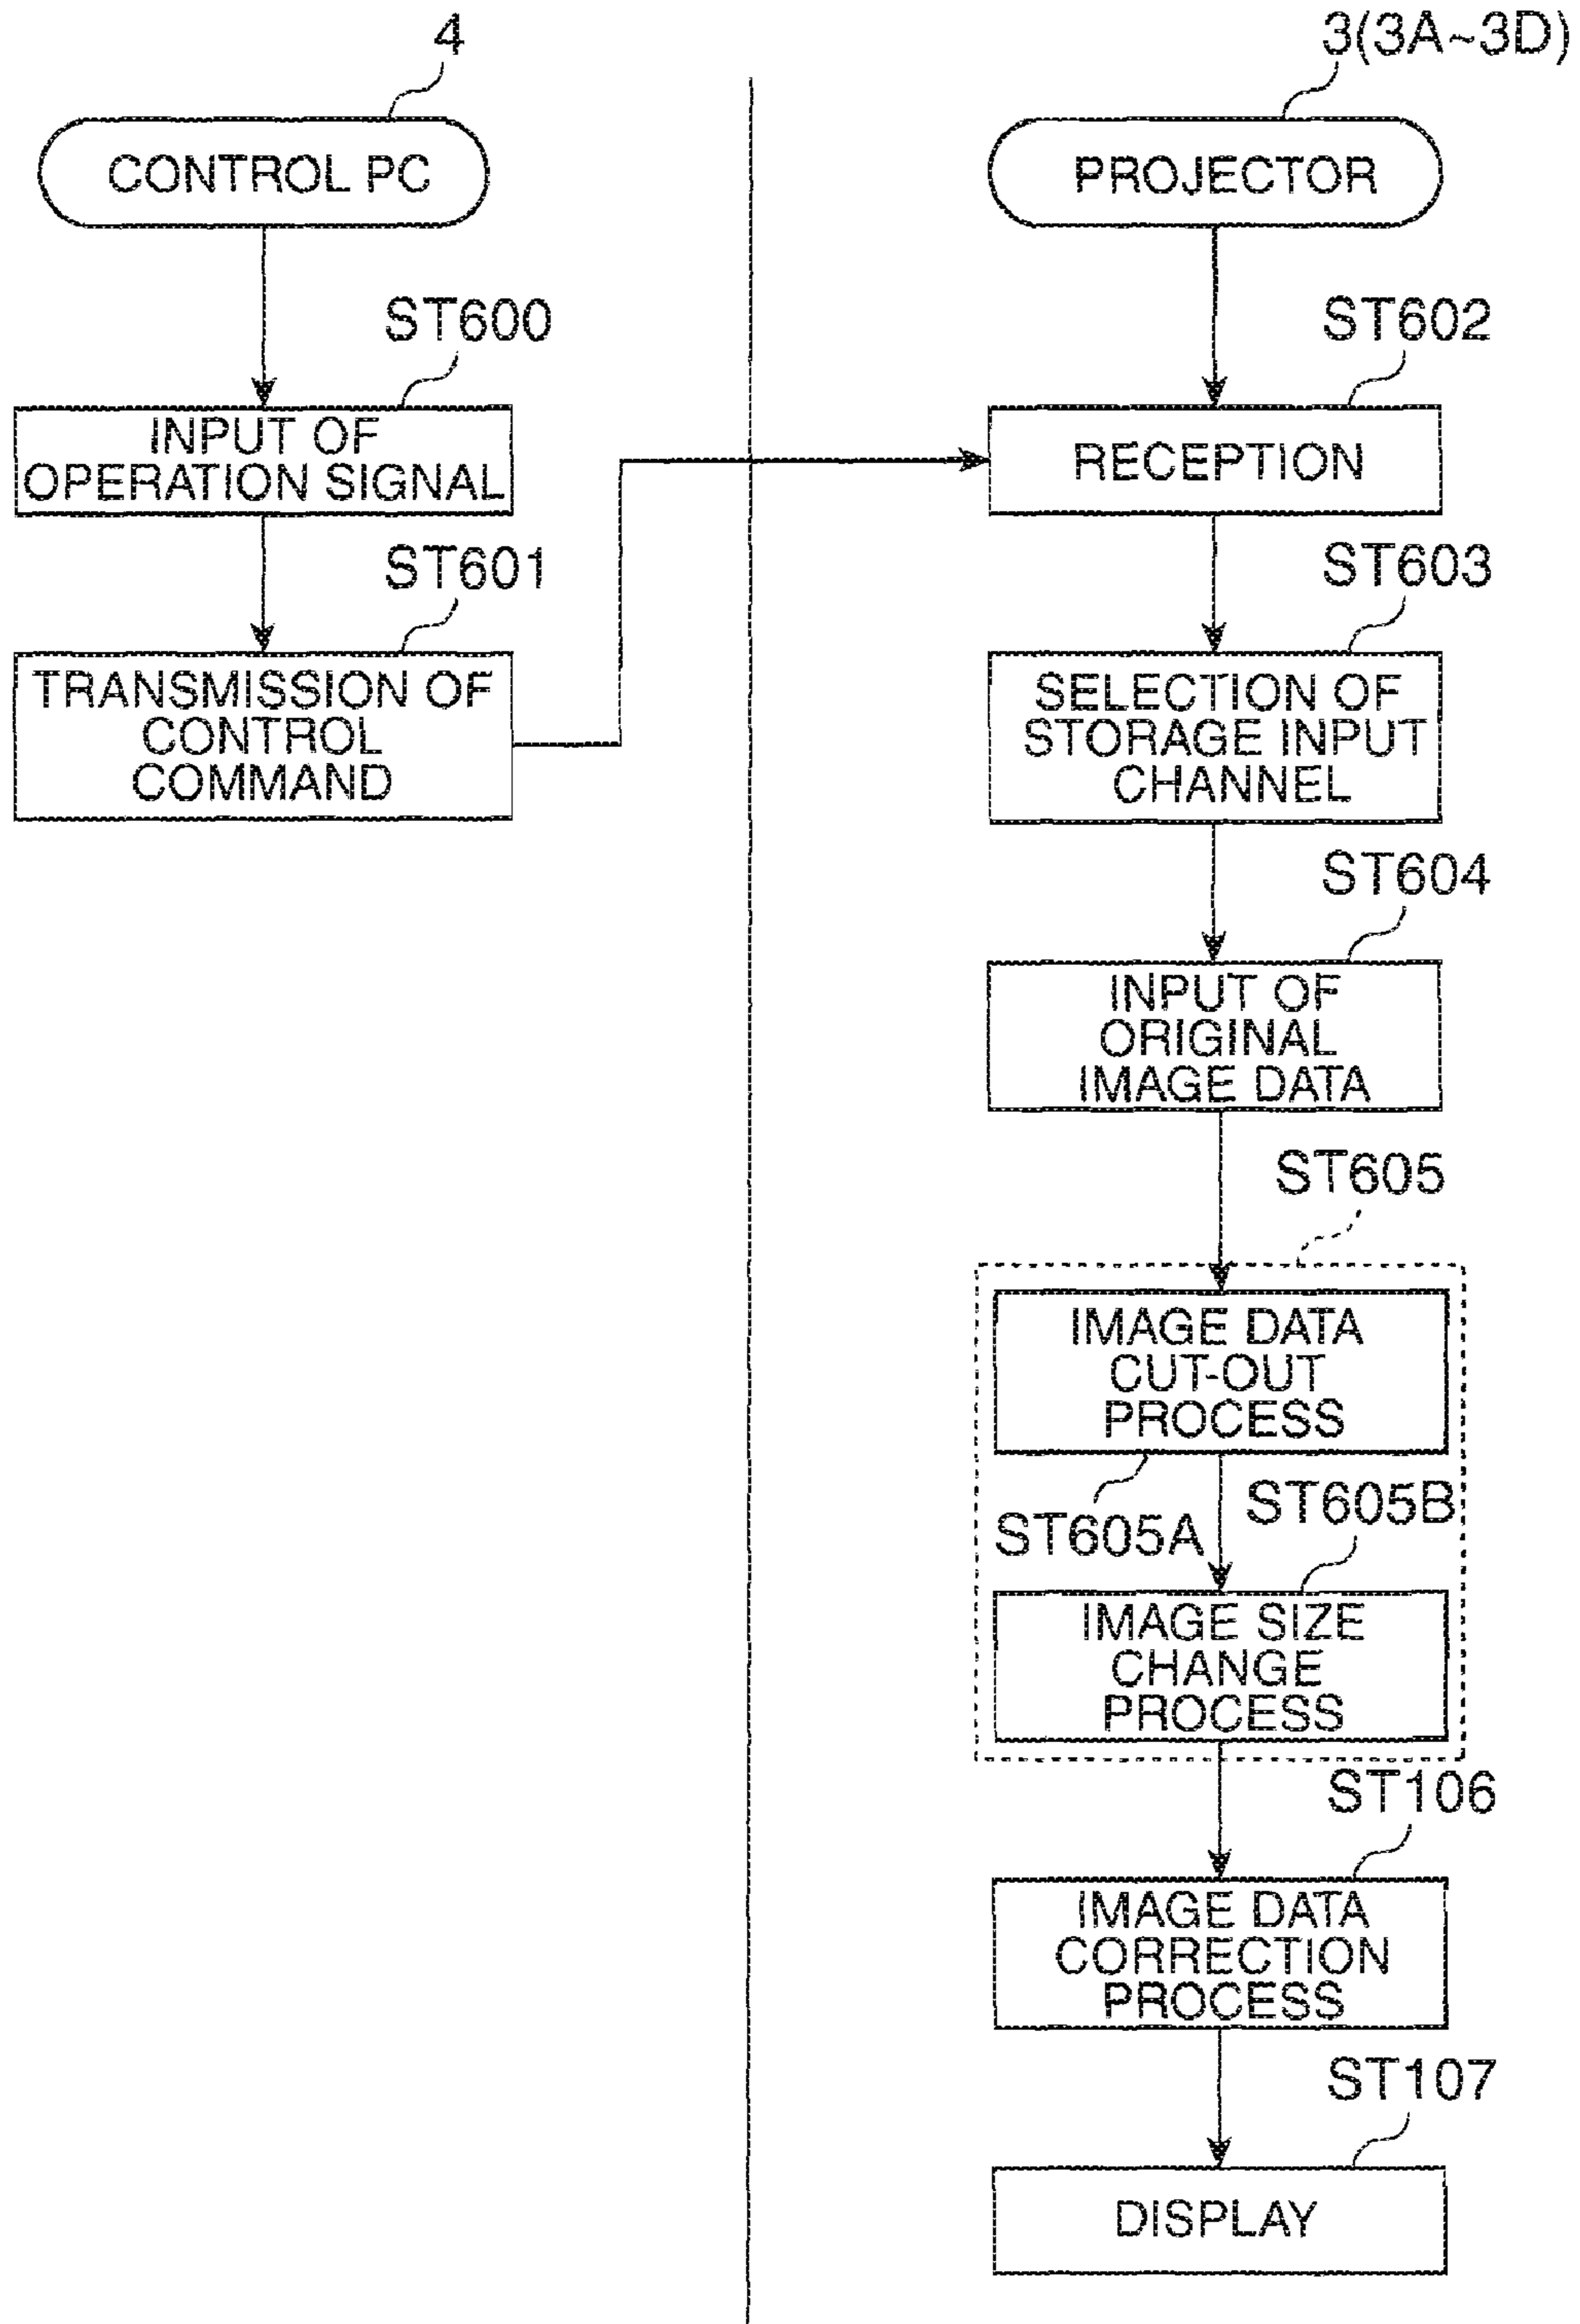 4
CONTROL PC
ST600
INPUT OF
OPERATION SIGNAL
ST601
TRANSMISSION OF
CONTROL
COMMAND
3(3A~3D)
PROJECTOR
ST602
RECEPTION
ST603
SELECTION OF
STORAGE INPUT
CHANNEL
ST604
INPUT OF
ORIGINAL
IMAGE DATA
ST605
IMAGE DATA
CUT-OUT
PROCESS
ST605A
ST605B
IMAGE SIZE
CHANGE
PROCESS
ST106
IMAGE DATA
CORRECTION
PROCESS
ST107
DISPLAY